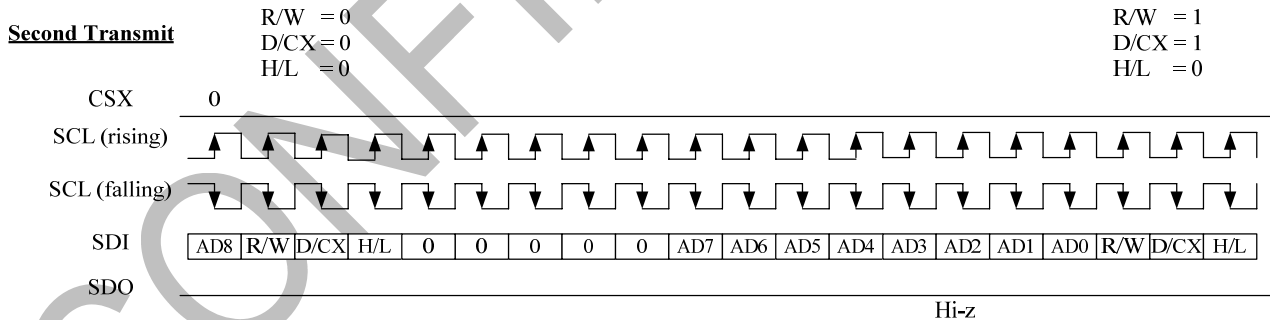 R/W = 0
R/W = 1
Second Transmit
D/CX = 0
D/CX = 1
H/L = 0
H/L = 0
CSX 0
SCL (rising)
SCL (falling)
SDI AD8 R/W D/CX H/L 0 0 0 0 0 AD7 AD6 AD5 AD4 AD3 AD2 AD1 AD0 R/W D/CX H/L
SDO
Hi-z